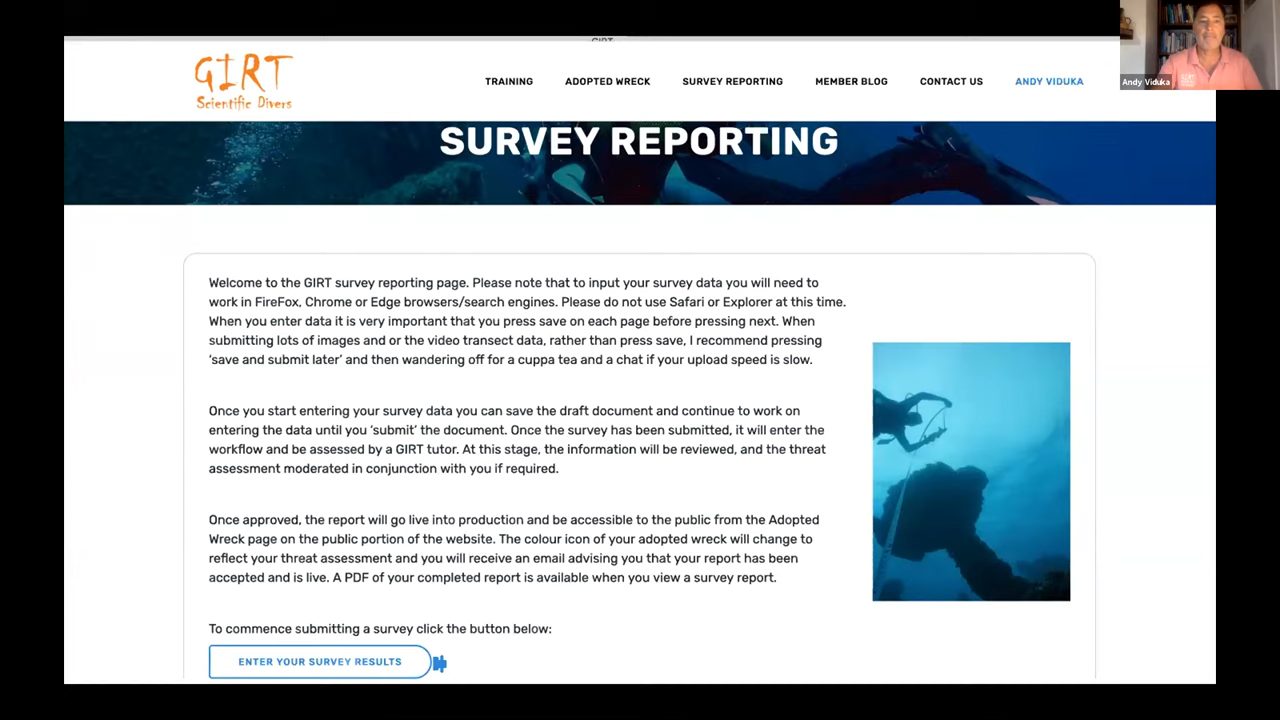 GIRT
Scientific Divers
TRAINING
ADOPTED WRECK
SURVEY REPORTING
MEMBER BLOG
CONTACT US
ANDY VIDUKA
Andy Viduka
SURVEY REPORTING
Welcome to the GIRT survey reporting page. Please note that to input your survey data you will need to
work in FireFox, Chrome or Edge browsers/search engines. Please do not use Safari or Explorer at this time.
When you enter data it is very important that you press save on each page before pressing next. When
submitting lots of images and or the video transect data, rather than press save, I recommend pressing
‘save and submit later’ and then wandering off for a cuppa tea and a chat if your upload speed is slow.
Once you start entering your survey data you can save the draft document and continue to work on
entering the data until you ‘submit’ the document. Once the survey has been submitted, it will enter the
workflow and be assessed by a GIRT tutor. At this stage, the information will be reviewed, and the threat
assessment moderated in conjunction with you if required.
Once approved, the report will go live into production and be accessible to the public from the Adopted
Wreck page on the public portion of the website. The colour icon of your adopted wreck will change to
reflect your threat assessment and you will receive an email advising you that your report has been
accepted and is live. A PDF of your completed report is available when you view a survey report.
To commence submitting a survey click the button below:
ENTER YOUR SURVEY RESULTS